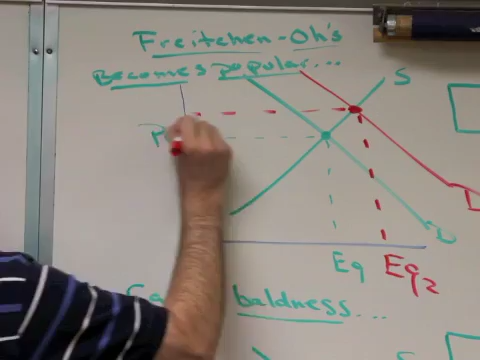 Freitchen-Oh's
Becomes popular...
S
P
D
D
Eq Eq2
baldness...